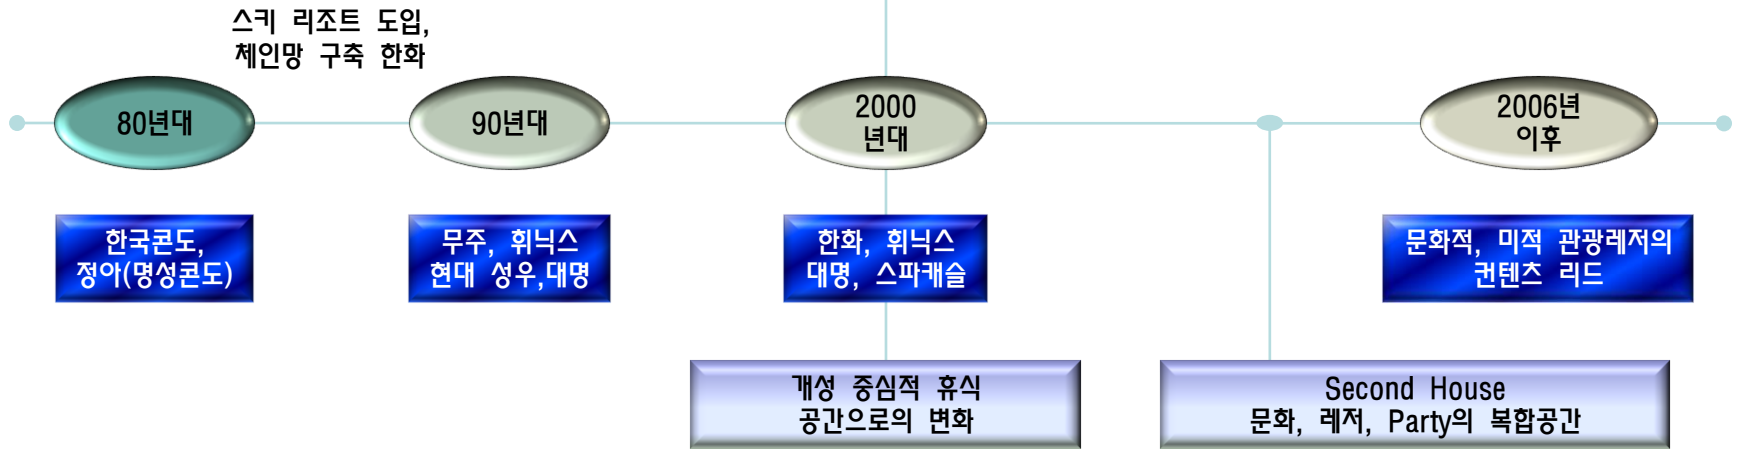 스키 리조트 도입,
체인망 구축 한화
80년대
90년대
2000
년대
2006년
이후
한국콘도,
정아(명성콘도)
무주, 휘닉스
현대 성우,대명
한화, 휘닉스
대명, 스파캐슬
문화적, 미적 관광레저의
컨텐츠 리드
개성 중심적 휴식
공간으로의 변화
Second House
문화, 레저, Party의 복합공간